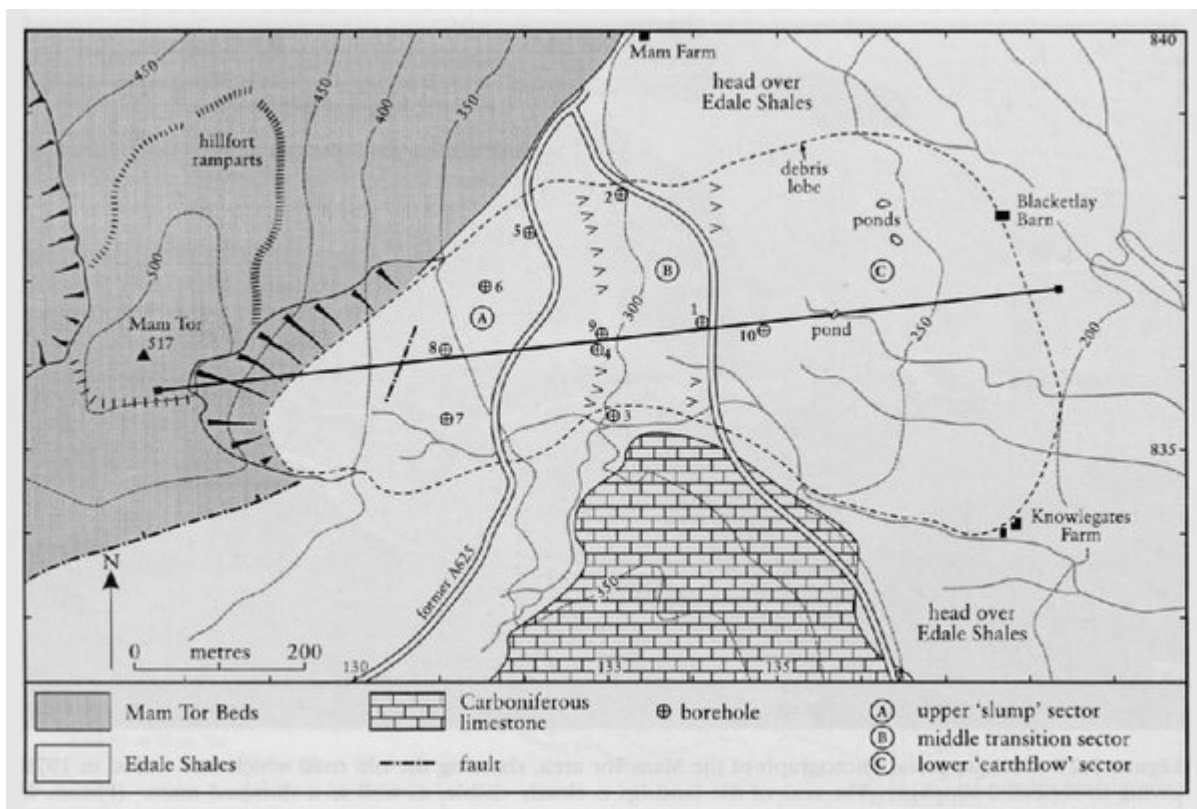 840
Mam Farm
450
450
400
350
head over
Edale Shales
hillfort
ramparts
debris
lobe
2
ponds
Blacketlay
Barn
5
B
C
6
500
A
300
1
Mam Tor
517
9
10
pond
250
200
8
4
3
7
835
Knowlegates
Farm
N
former A625
350
head over
Edale Shales
0 metres 200
130
133
135
Mam Tor Beds
Carboniferous
limestone
borehole
A upper 'slump' sector
B middle transition sector
Edale Shales
fault
C lower 'earthflow' sector